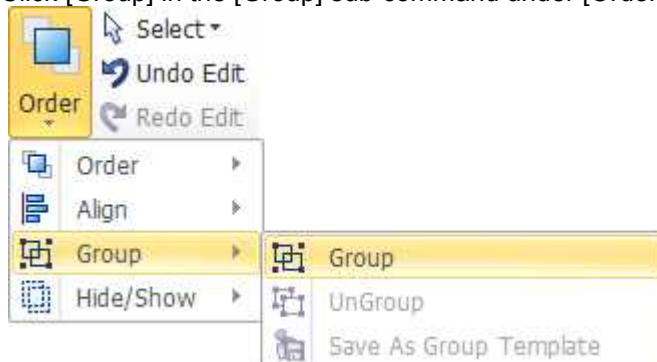 Click [Group] in the [Group] sub-command under [Order
Select
Undo Edit
Order
Redo Edit
Order
Align
Group
Group
Hide/Show
UnGroup
Save As Group Template